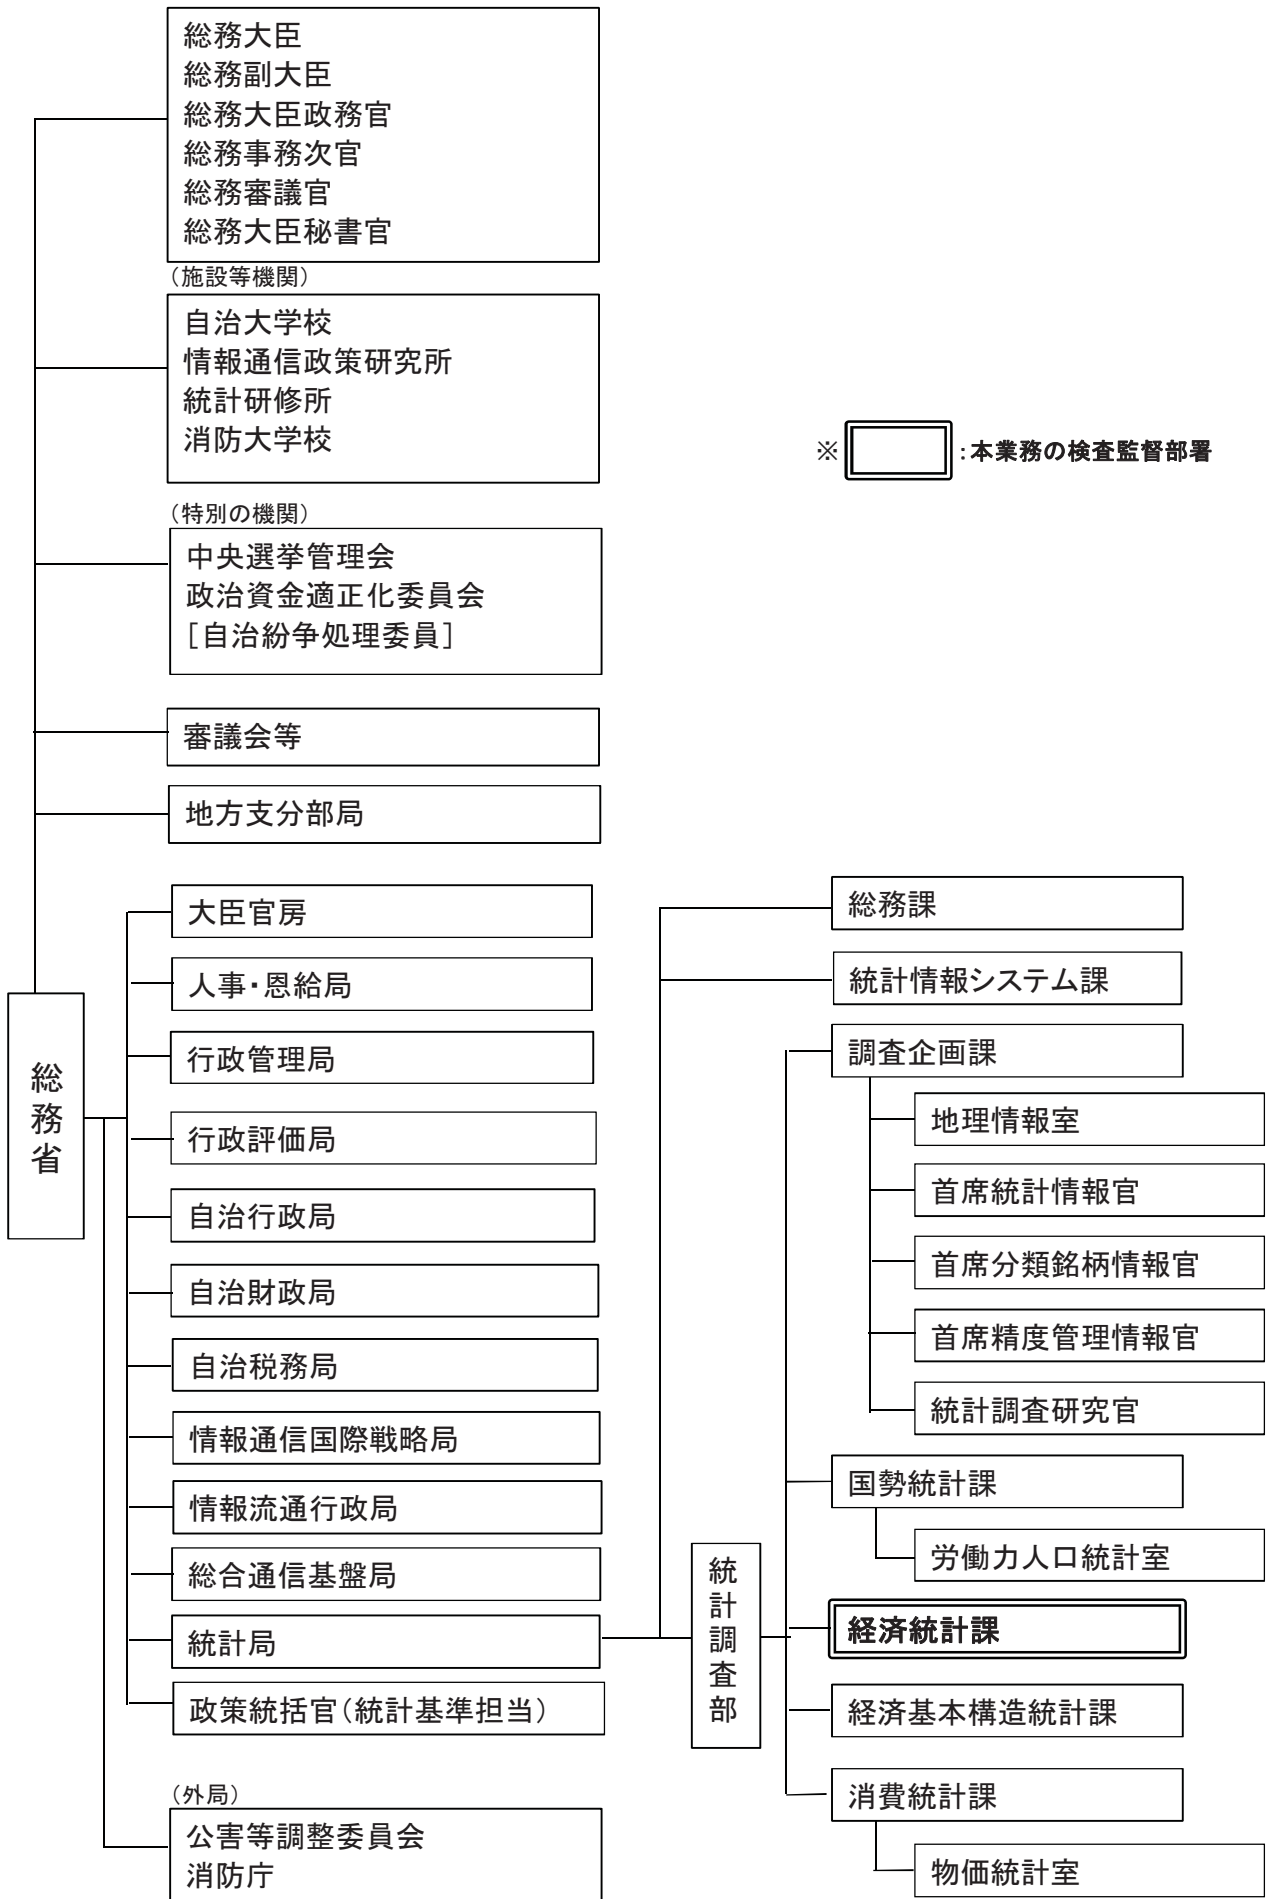 総務大臣
総務副大臣
総務大臣政務官
総務事務次官
総務審議官
総務大臣秘書官
(施設等機関)
自治大学校
情報通信政策研究所
統計研修所
消防大学校
※ :本業務の検査監督部署
(特別の機関)
中央選挙管理会
政治資金適正化委員会
[自治紛争処理委員]
審議会等
地方支分部局
総務省
大臣官房
人事・恩給局
行政管理局
行政評価局
自治行政局
自治財政局
自治税務局
情報通信国際戦略局
情報流通行政局
総合通信基盤局
統計局
政策統括官(統計基準担当)
(外局)
公害等調整委員会
消防庁
総務課
統計情報システム課
統計調査部
調査企画課
地理情報室
首席統計情報官
首席分類銘柄情報官
首席精度管理情報官
統計調査研究官
国勢統計課
労働力人口統計室
経済統計課
経済基本構造統計課
消費統計課
物価統計室